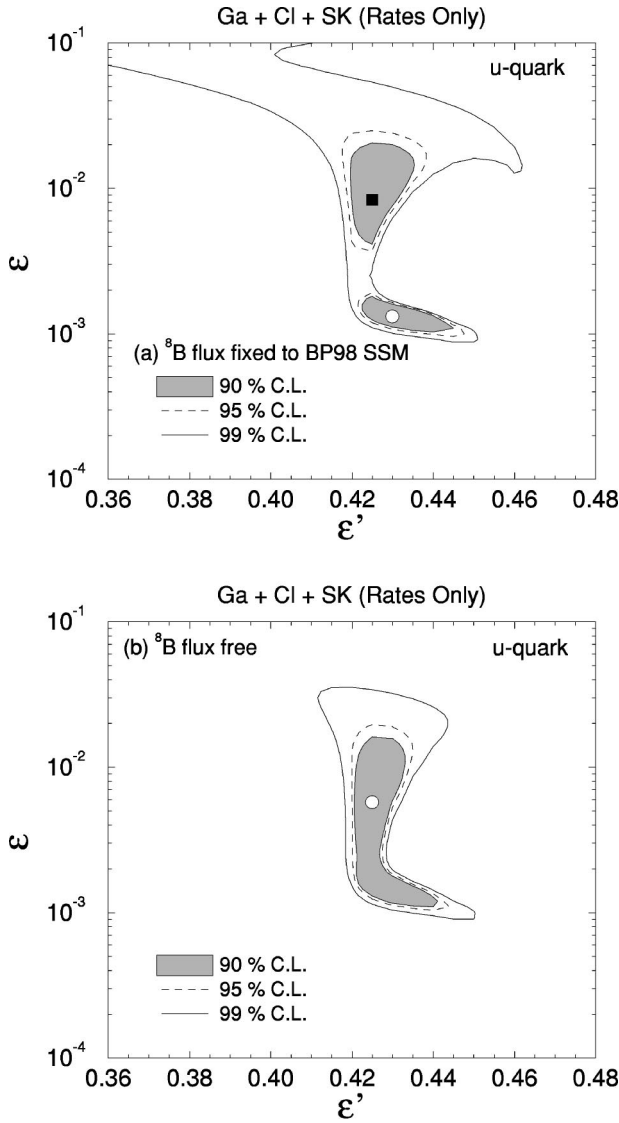 Ga + Cl + SK (Rates Only)
10⁻¹
u-quark
10⁻²
ε
10⁻³
(a) ⁸B flux fixed to BP98 SSM
90 % C.L.
95 % C.L.
99 % C.L.
10⁻⁴
0.36 0.38 0.40 0.42 0.44 0.46 0.48
ε’
Ga + Cl + SK (Rates Only)
10⁻¹
(b) ⁸B flux free u-quark
10⁻²
ε
10⁻³
90 % C.L.
95 % C.L.
99 % C.L.
10⁻⁴
0.36 0.38 0.40 0.42 0.44 0.46 0.48
ε’